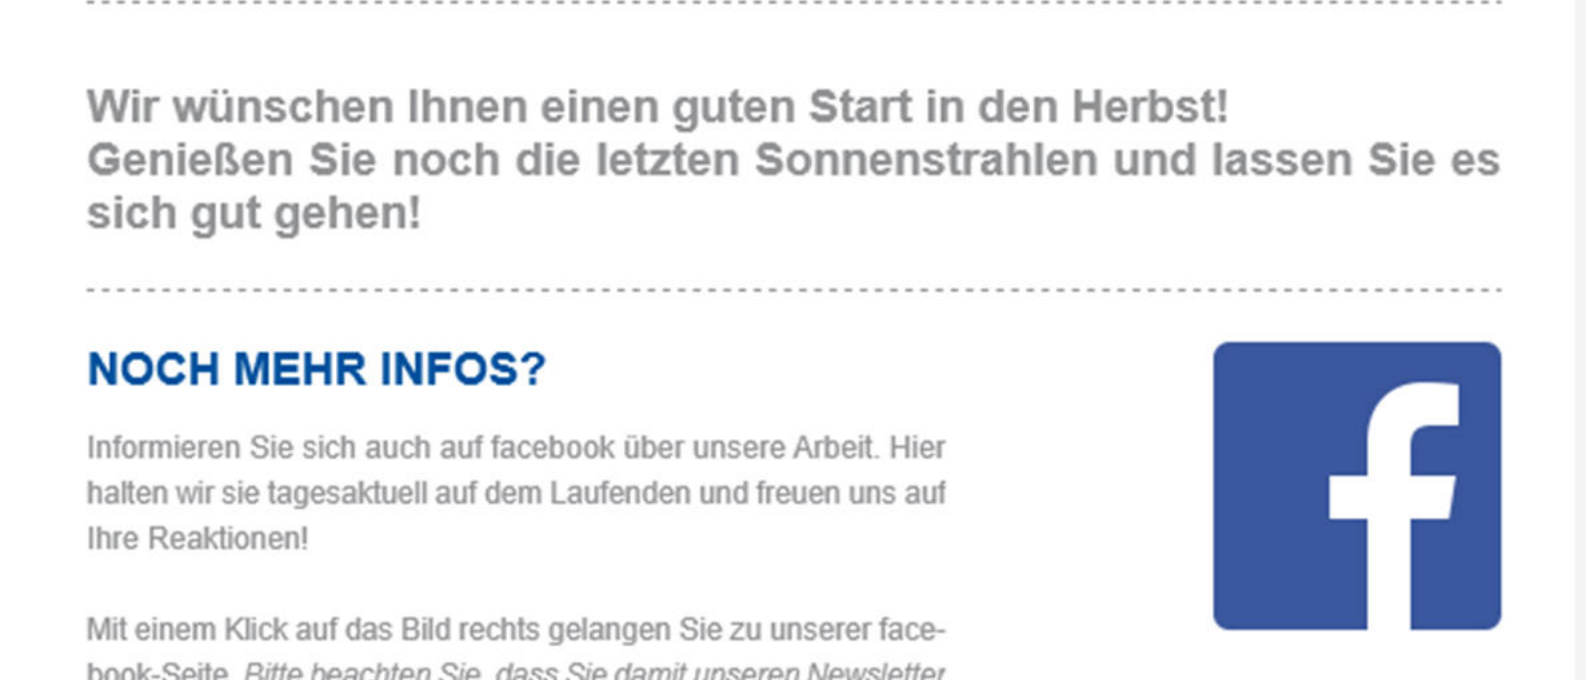 Wir wünschen Ihnen einen guten Start in den Herbst!
Genießen Sie noch die letzten Sonnenstrahlen und lassen Sie es
sich gut gehen!
NOCH MEHR INFOS?
Informieren Sie sich auch auf facebook über unsere Arbeit. Hier
halten wir sie tagesaktuell auf dem Laufenden und freuen uns auf
Ihre Reaktionen!
Mit einem Klick auf das Bild rechts gelangen Sie zu unserer face-
book-Seite. Bitte beachten Sie, dass Sie damit unseren Newsletter
f